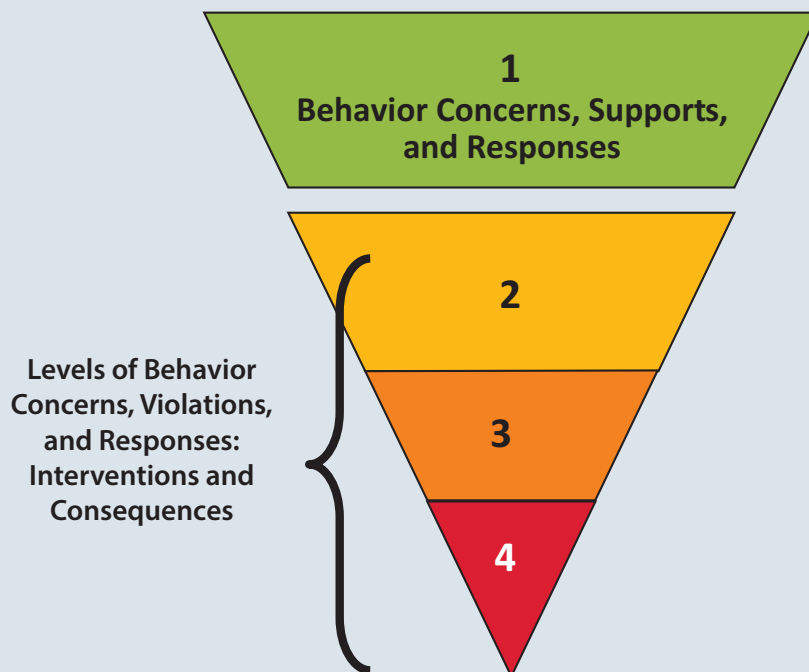 1
Behavior Concerns, Supports,
and Responses
2
Levels of Behavior
Concerns, Violations,
and Responses:
Interventions and
Consequences
3
4